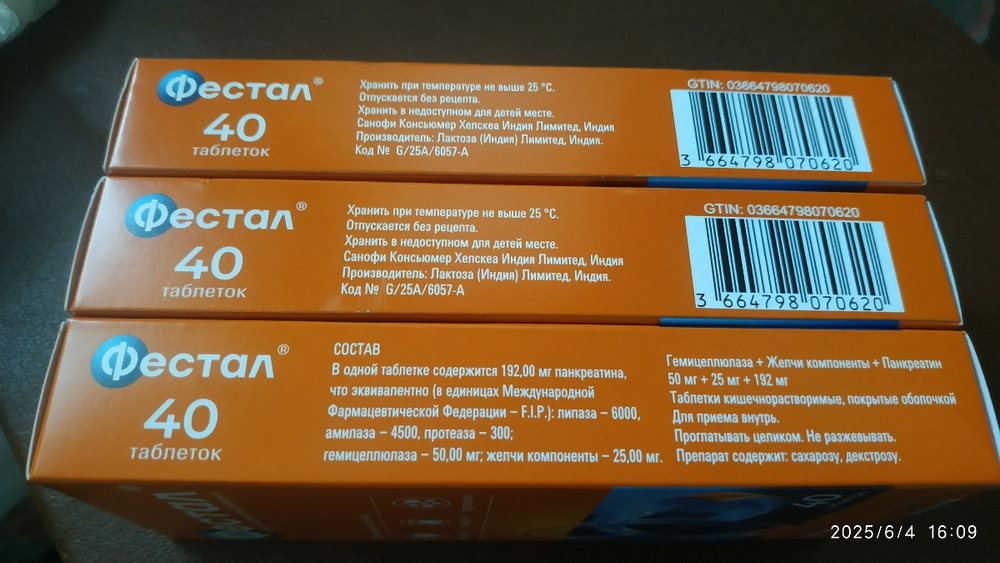 Фестал®
40
таблеток
Хранить при температуре не выше 25 °C.
Отпускается без рецепта.
Хранить в недоступном для детей месте.
Санофи Консьюмер Хелскеа Индия Лимитед, Индия
Производитель: Лактоза (Индия) Лимитед, Индия.
Код № G/25A/6057-A
GTIN: 03664798070620
3 664798 070620
Фестал®
40
таблеток
Хранить при температуре не выше 25 °C.
Отпускается без рецепта.
Хранить в недоступном для детей месте.
Санофи Консьюмер Хелскеа Индия Лимитед, Индия
Производитель: Лактоза (Индия) Лимитед, Индия.
Код № G/25A/6057-A
GTIN: 03664798070620
3 664798 070620
Фестал®
40
таблеток
СОСТАВ
В одной таблетке содержится 192,00 мг панкреатина,
что эквивалентно (в единицах Международной
Фармацевтической Федерации – F.I.P.): липаза – 6000,
амилаза – 4500, протеаза – 300;
гемицеллюлаза – 50,00 мг; желчи компоненты – 25,00 мг.
Гемицеллюлаза + Желчи компоненты + Панкреатин
50 мг + 25 мг + 192 мг
Таблетки кишечнорастворимые, покрытые оболочкой
Для приема внутрь.
Проглатывать целиком. Не разжевывать.
Препарат содержит: сахарозу, декстрозу.
40
2025/6/4 16:09